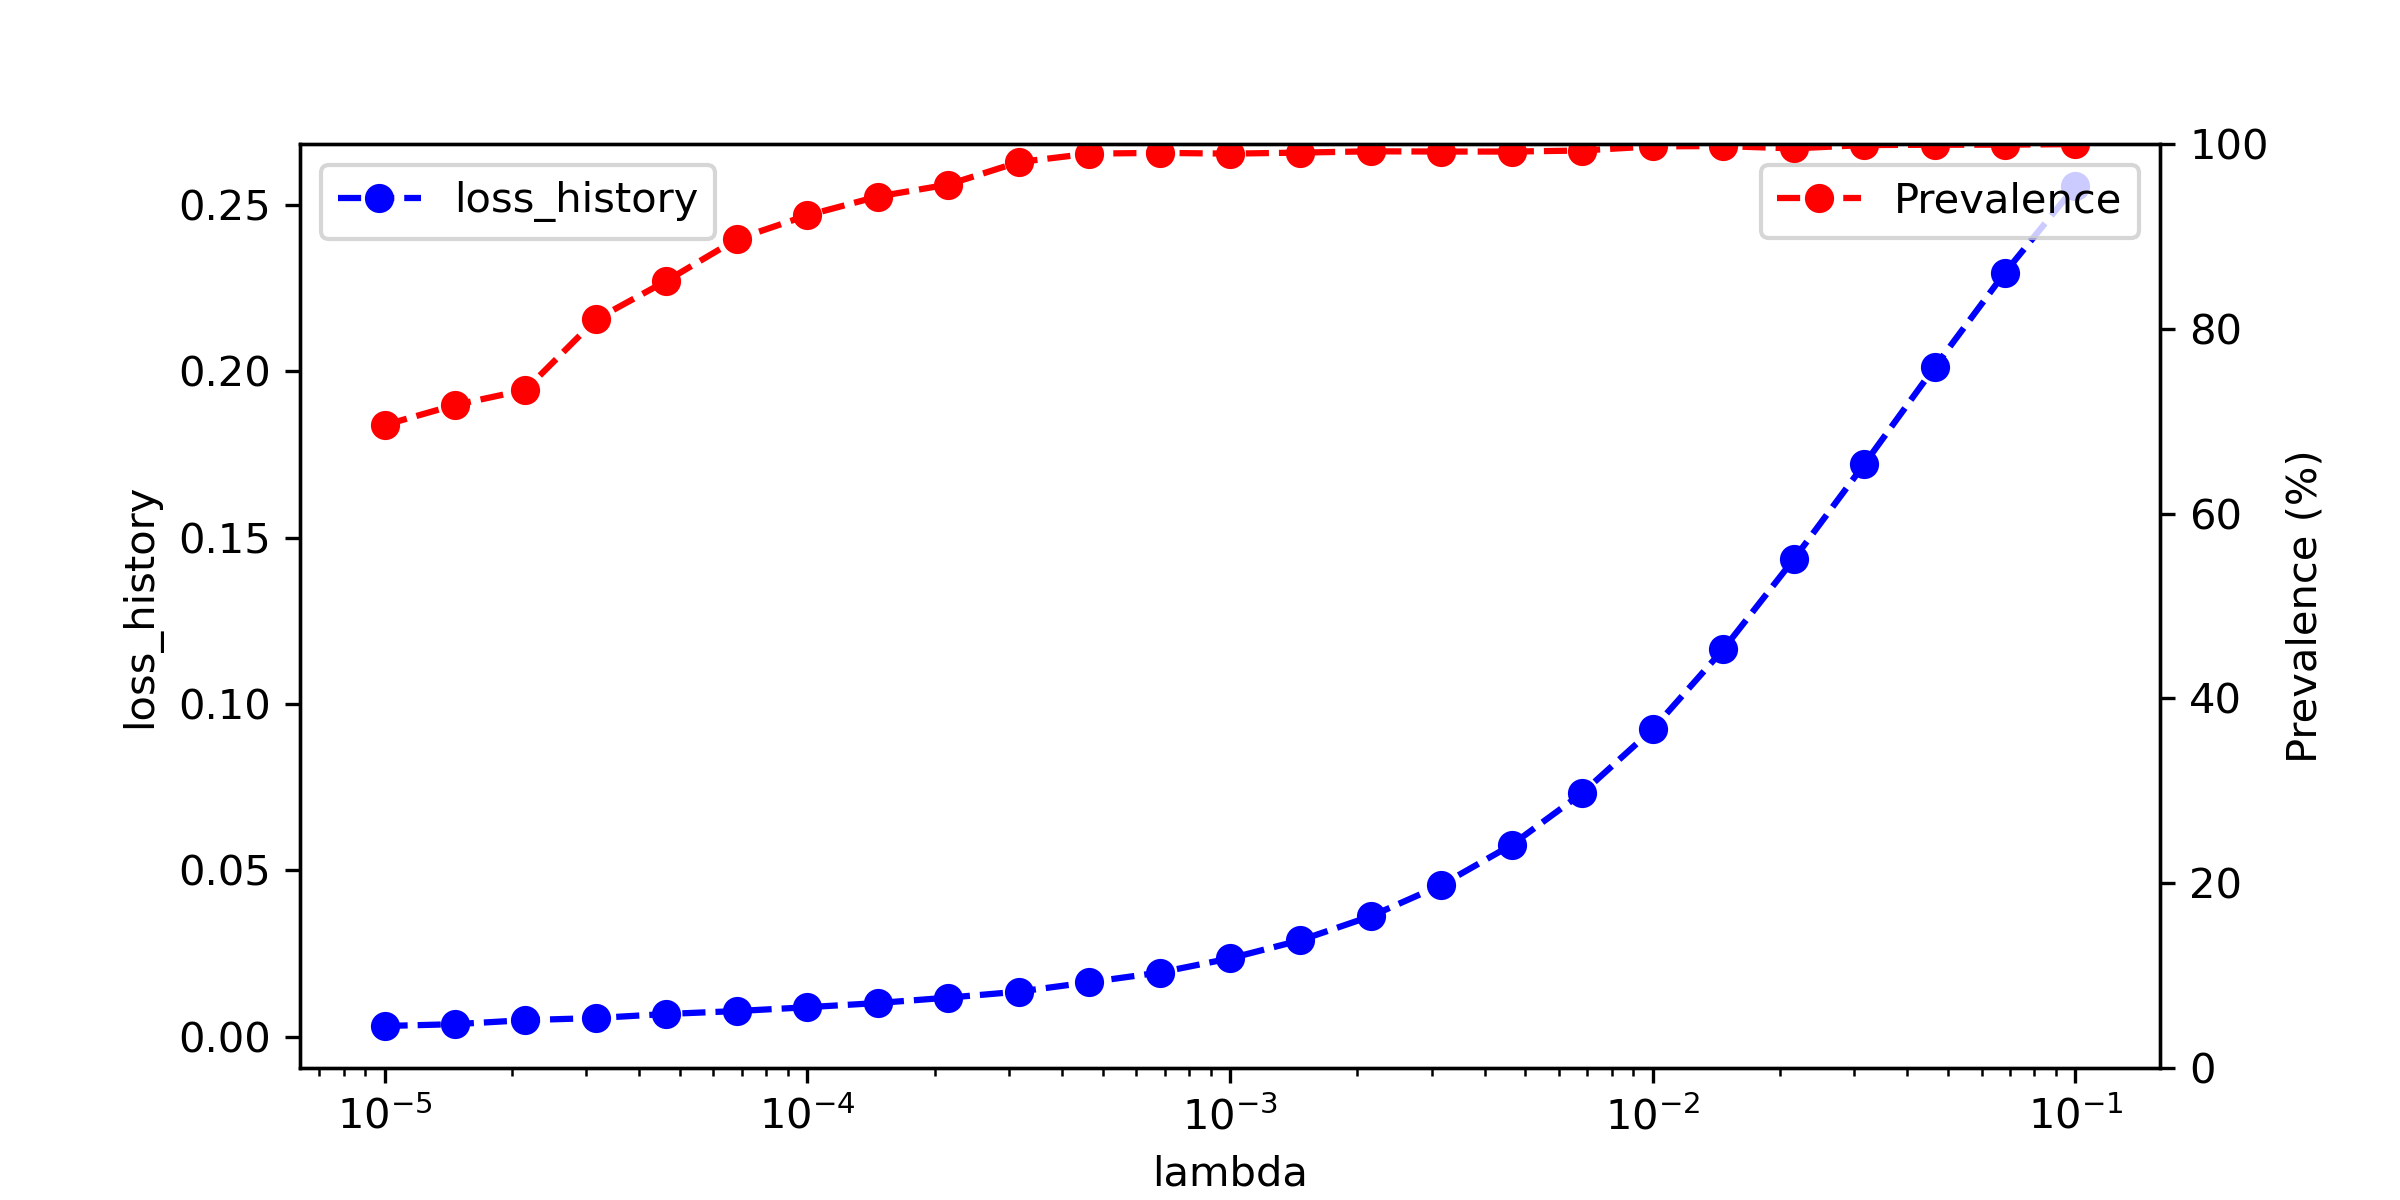 loss_history
Prevalence
0.25
0.20
0.15
0.10
0.05
0.00
loss_history
100
80
60
40
20
0
Prevalence (%)
10⁻⁵ 10⁻⁴ 10⁻³ 10⁻² 10⁻¹
lambda